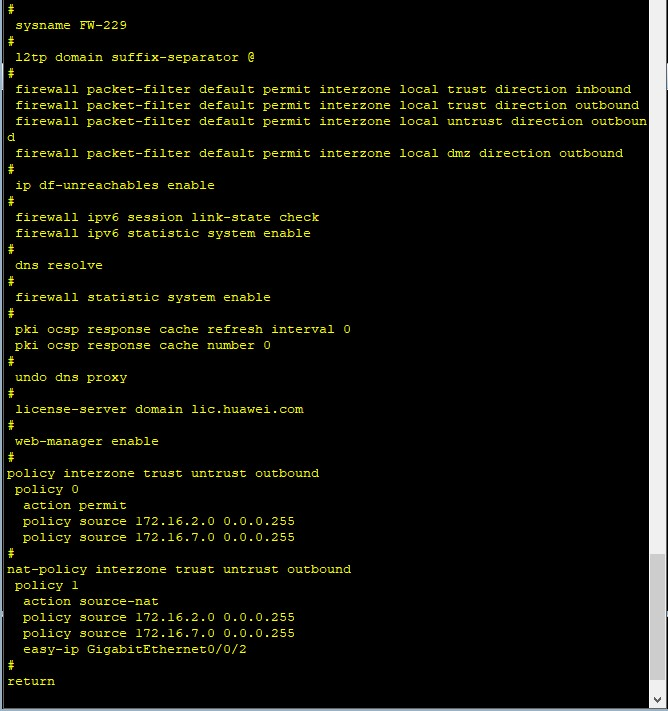 #
 sysname FW-229
#
 l2tp domain suffix-separator @
#
 firewall packet-filter default permit interzone local trust direction inbound
 firewall packet-filter default permit interzone local trust direction outbound
 firewall packet-filter default permit interzone local untrust direction outboun
d
 firewall packet-filter default permit interzone local dmz direction outbound
#
 ip df-unreachables enable
#
 firewall ipv6 session link-state check
 firewall ipv6 statistic system enable
#
 dns resolve
#
 firewall statistic system enable
#
 pki ocsp response cache refresh interval 0
 pki ocsp response cache number 0
#
 undo dns proxy
#
 license-server domain lic.huawei.com
#
 web-manager enable
#
policy interzone trust untrust outbound
 policy 0
  action permit
  policy source 172.16.2.0 0.0.0.255
  policy source 172.16.7.0 0.0.0.255
#
nat-policy interzone trust untrust outbound
 policy 1
  action source-nat
  policy source 172.16.2.0 0.0.0.255
  policy source 172.16.7.0 0.0.0.255
  easy-ip GigabitEthernet0/0/2
#
return